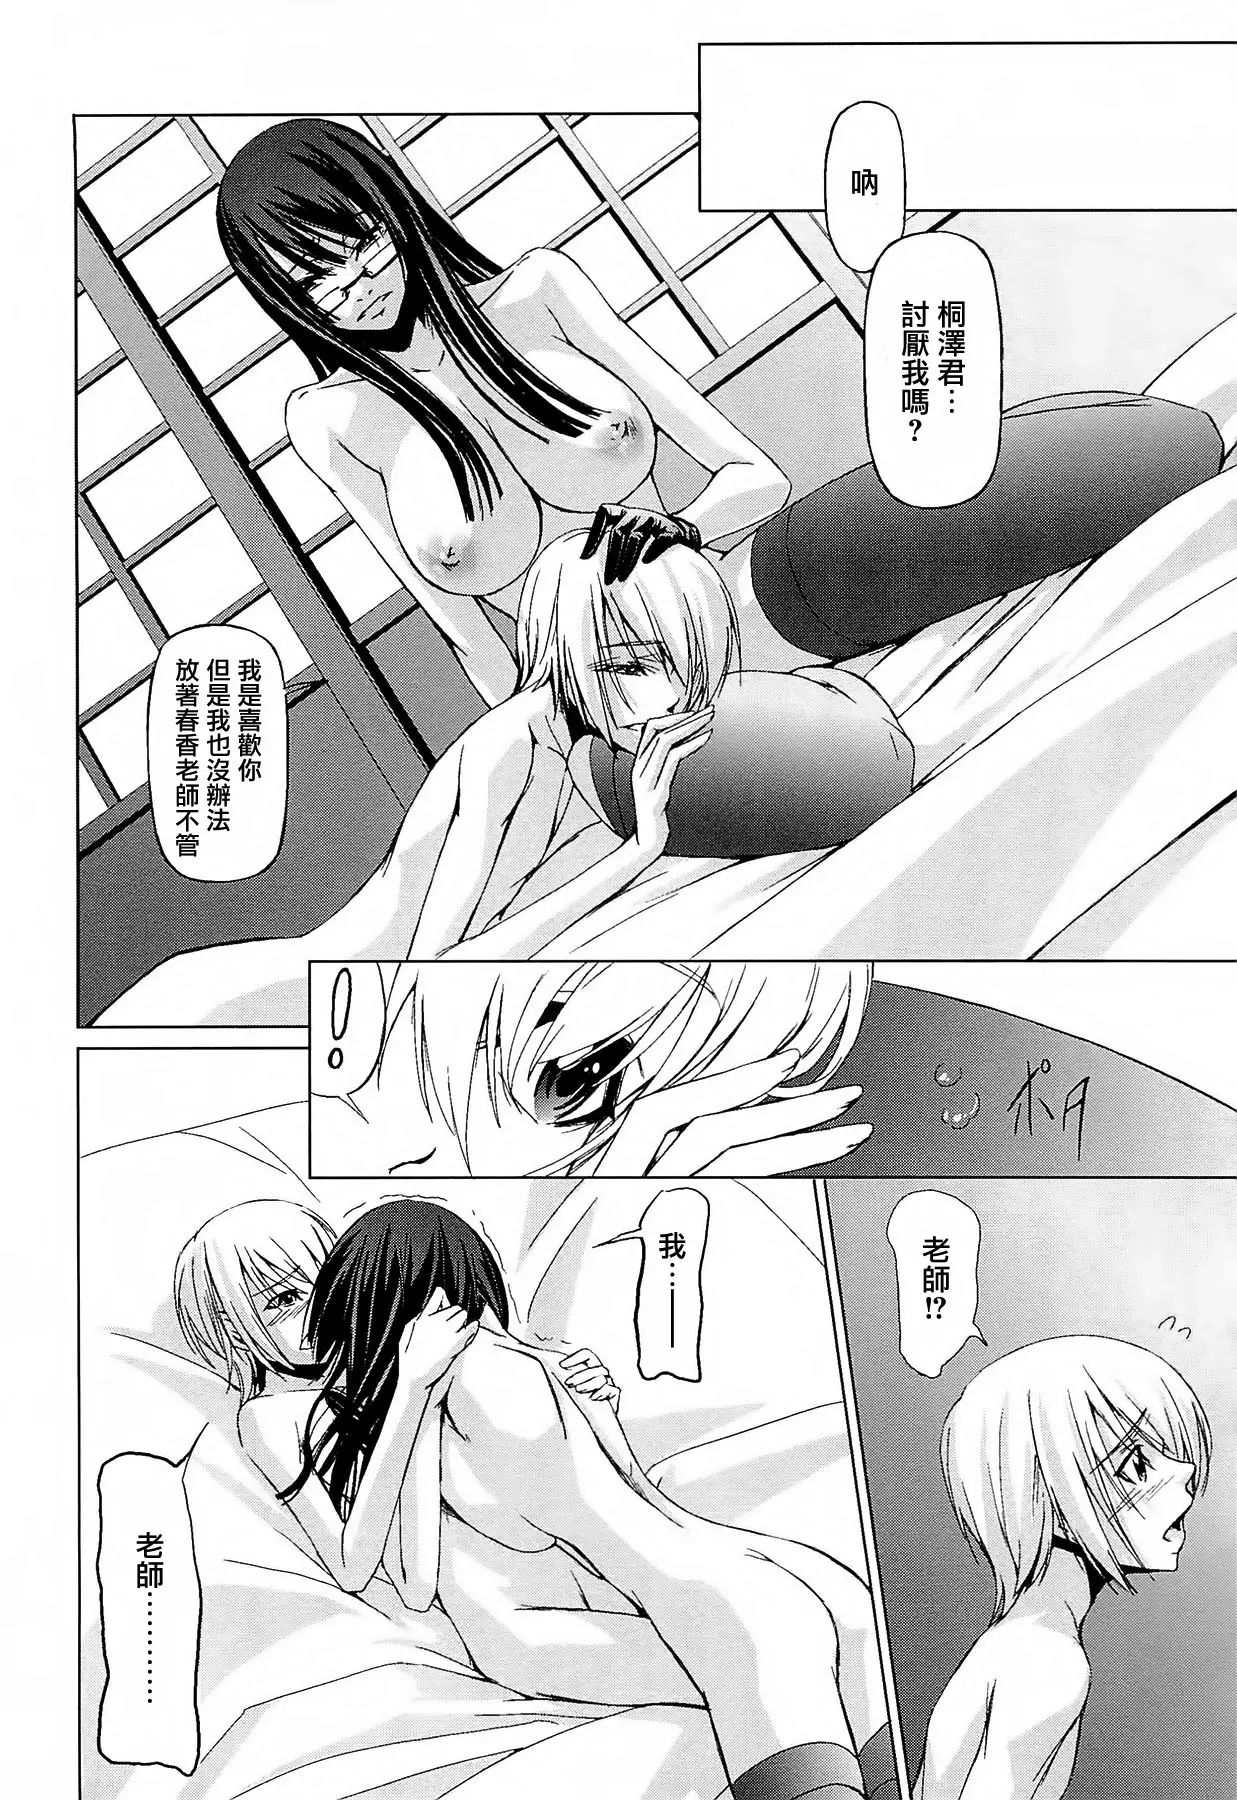 吶
桐澤君…
討厭我嗎?
我是喜歡你
但是我也沒辦法
放著春香老師不管
!。
ポタ
老師!?
我…──
老師…………